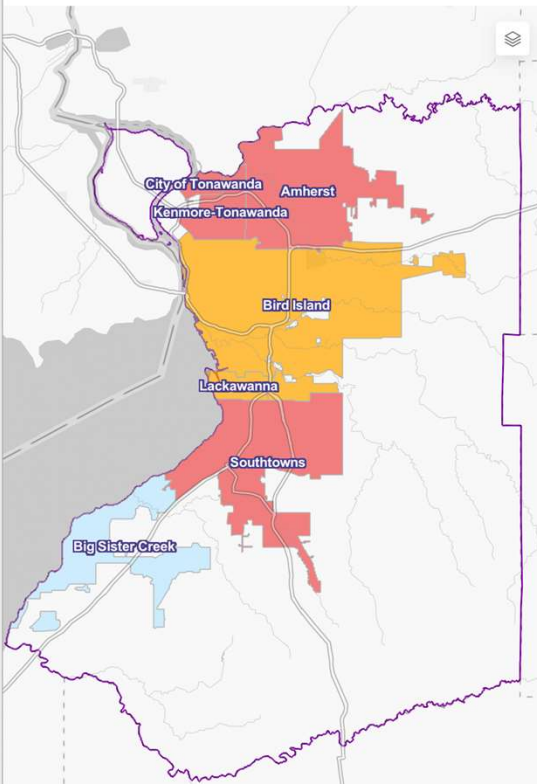 City of Tonawanda
Amherst
Kenmore-Tonawanda
Bird Island
Lackawanna
Southtowns
Big Sister Creek